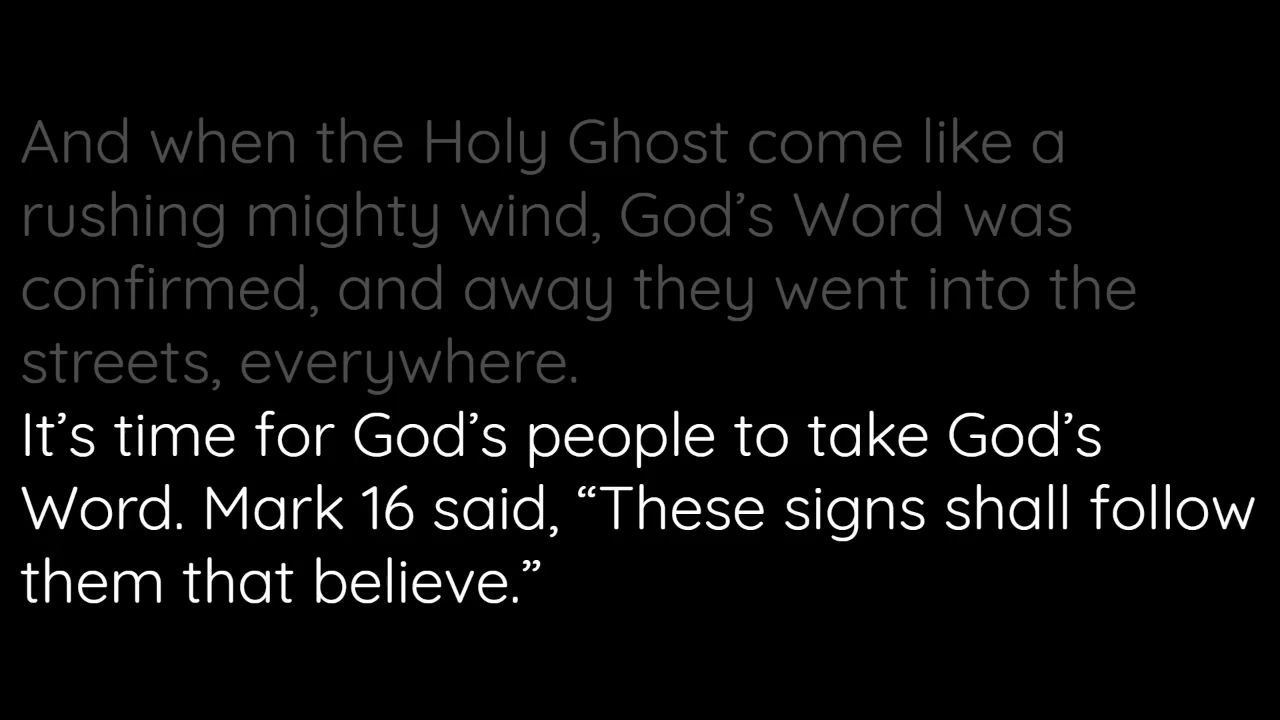 And when the Holy Ghost come like a
rushing mighty wind, God’s Word was
confirmed, and away they went into the
streets, everywhere.
It’s time for God’s people to take God’s
Word. Mark 16 said, “These signs shall follow
them that believe.”